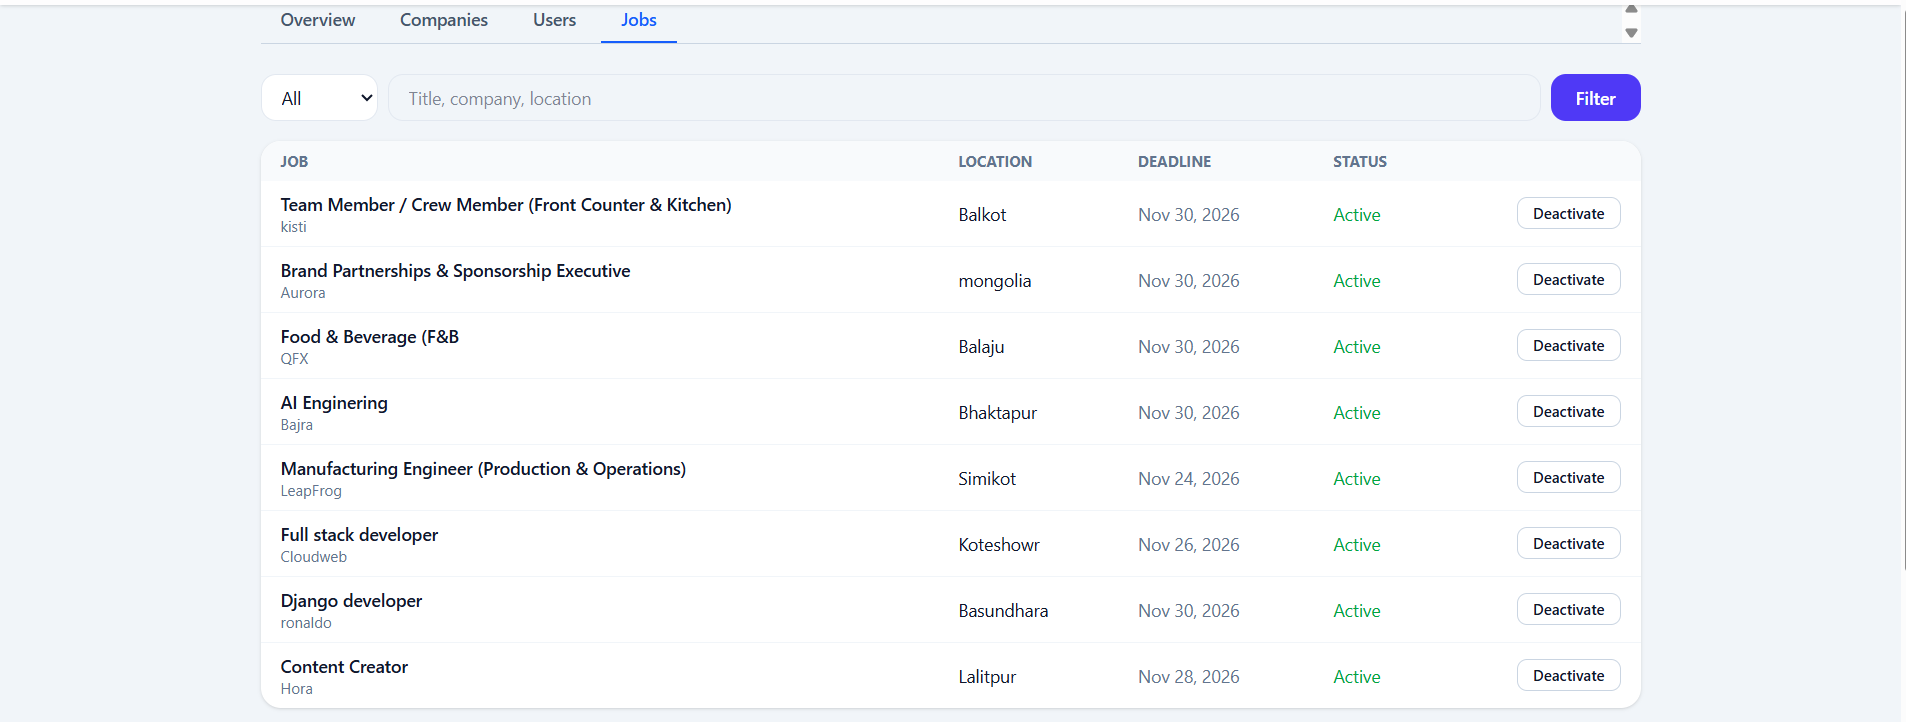 Overview Companies Users Jobs
All Title, company, location Filter
JOB LOCATION DEADLINE STATUS
Team Member / Crew Member (Front Counter & Kitchen)
kisti
Balkot Nov 30, 2026 Active Deactivate
Brand Partnerships & Sponsorship Executive
Aurora
mongolia Nov 30, 2026 Active Deactivate
Food & Beverage (F&B
QFX
Balaju Nov 30, 2026 Active Deactivate
AI Enginering
Bajra
Bhaktapur Nov 30, 2026 Active Deactivate
Manufacturing Engineer (Production & Operations)
LeapFrog
Simikot Nov 24, 2026 Active Deactivate
Full stack developer
Cloudweb
Koteshowr Nov 26, 2026 Active Deactivate
Django developer
ronaldo
Basundhara Nov 30, 2026 Active Deactivate
Content Creator
Hora
Lalitpur Nov 28, 2026 Active Deactivate